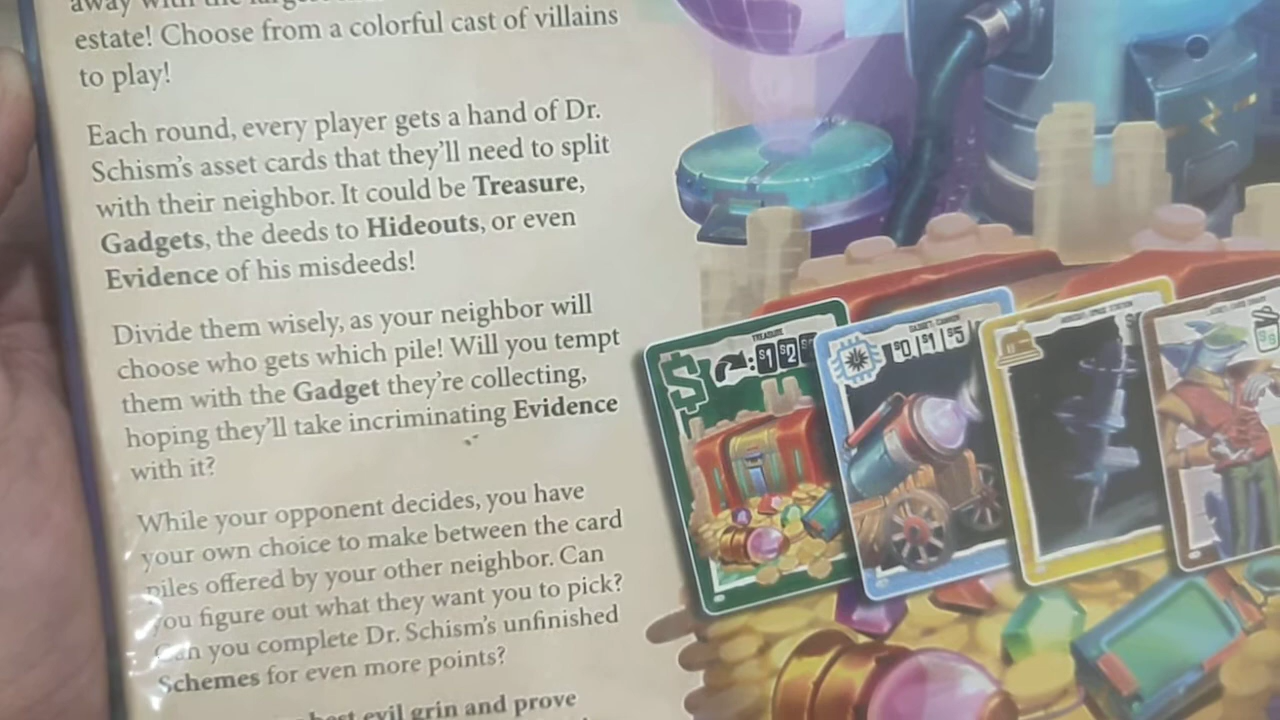 away with the
estate! Choose from a colorful cast of villains
to play!
Each round, every player gets a hand of Dr.
Schism's asset cards that they'll need to split
with their neighbor. It could be Treasure,
Gadgets, the deeds to Hideouts, or even
Evidence of his misdeeds!
Divide them wisely, as your neighbor will
choose who gets which pile! Will you tempt
them with the Gadget they're collecting,
hoping they'll take incriminating Evidence
with it?
While your opponent decides, you have
your own choice to make between the card
piles offered by your other neighbor. Can
you figure out what they want you to pick?
Can you complete Dr. Schism's unfinished
Schemes for even more points?
best evil grin and prove
TREASURE
$
: $1 $2
GADGET: CANNON
$0 $1 $5